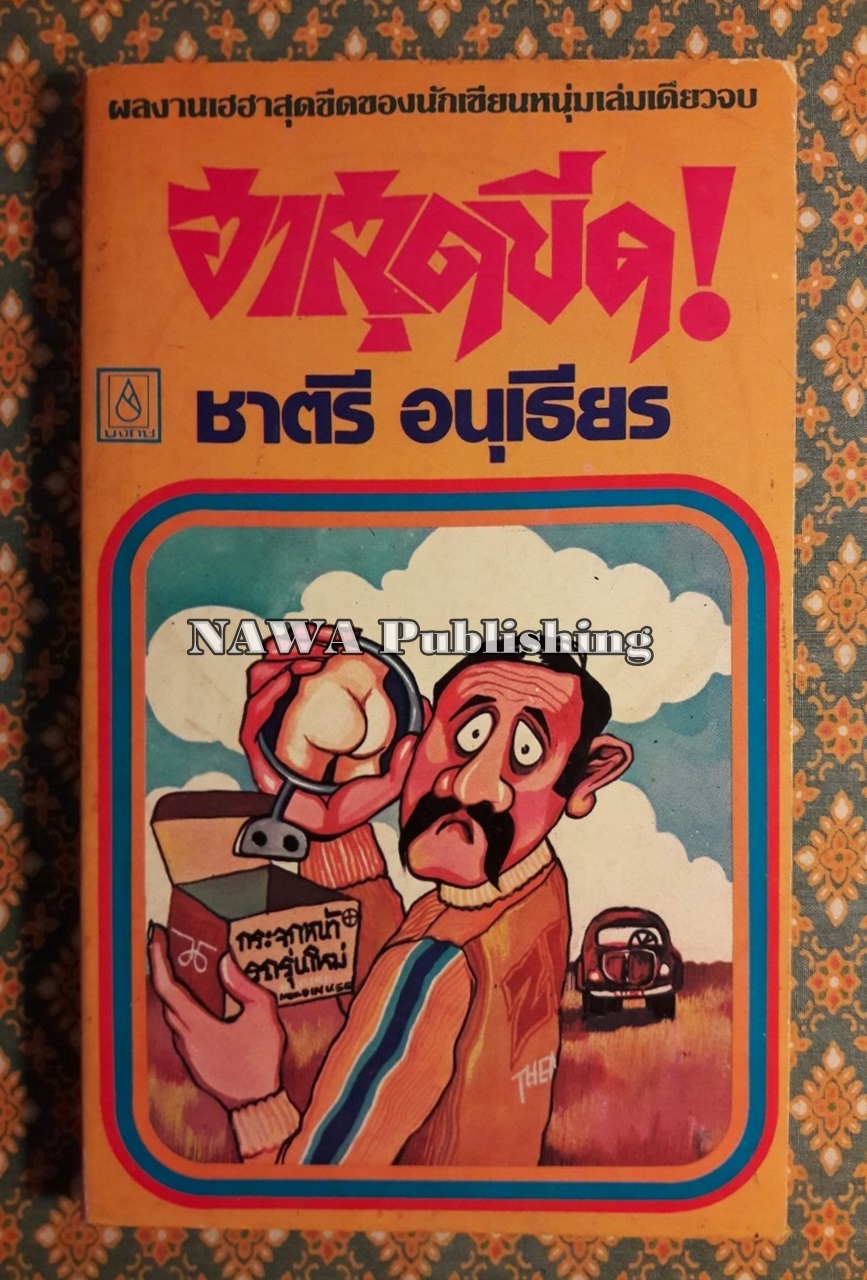 ผลงานเฮฮาสุดขีดของนักเขียนหนุ่มเล่มเดียวจบ
ฮาสุดขีด!
ชาตรี อนุเธียร
NAWA Publishing
กระจกหน้า
รถรุ่นใหม่
MADE IN U.S.A
THEP